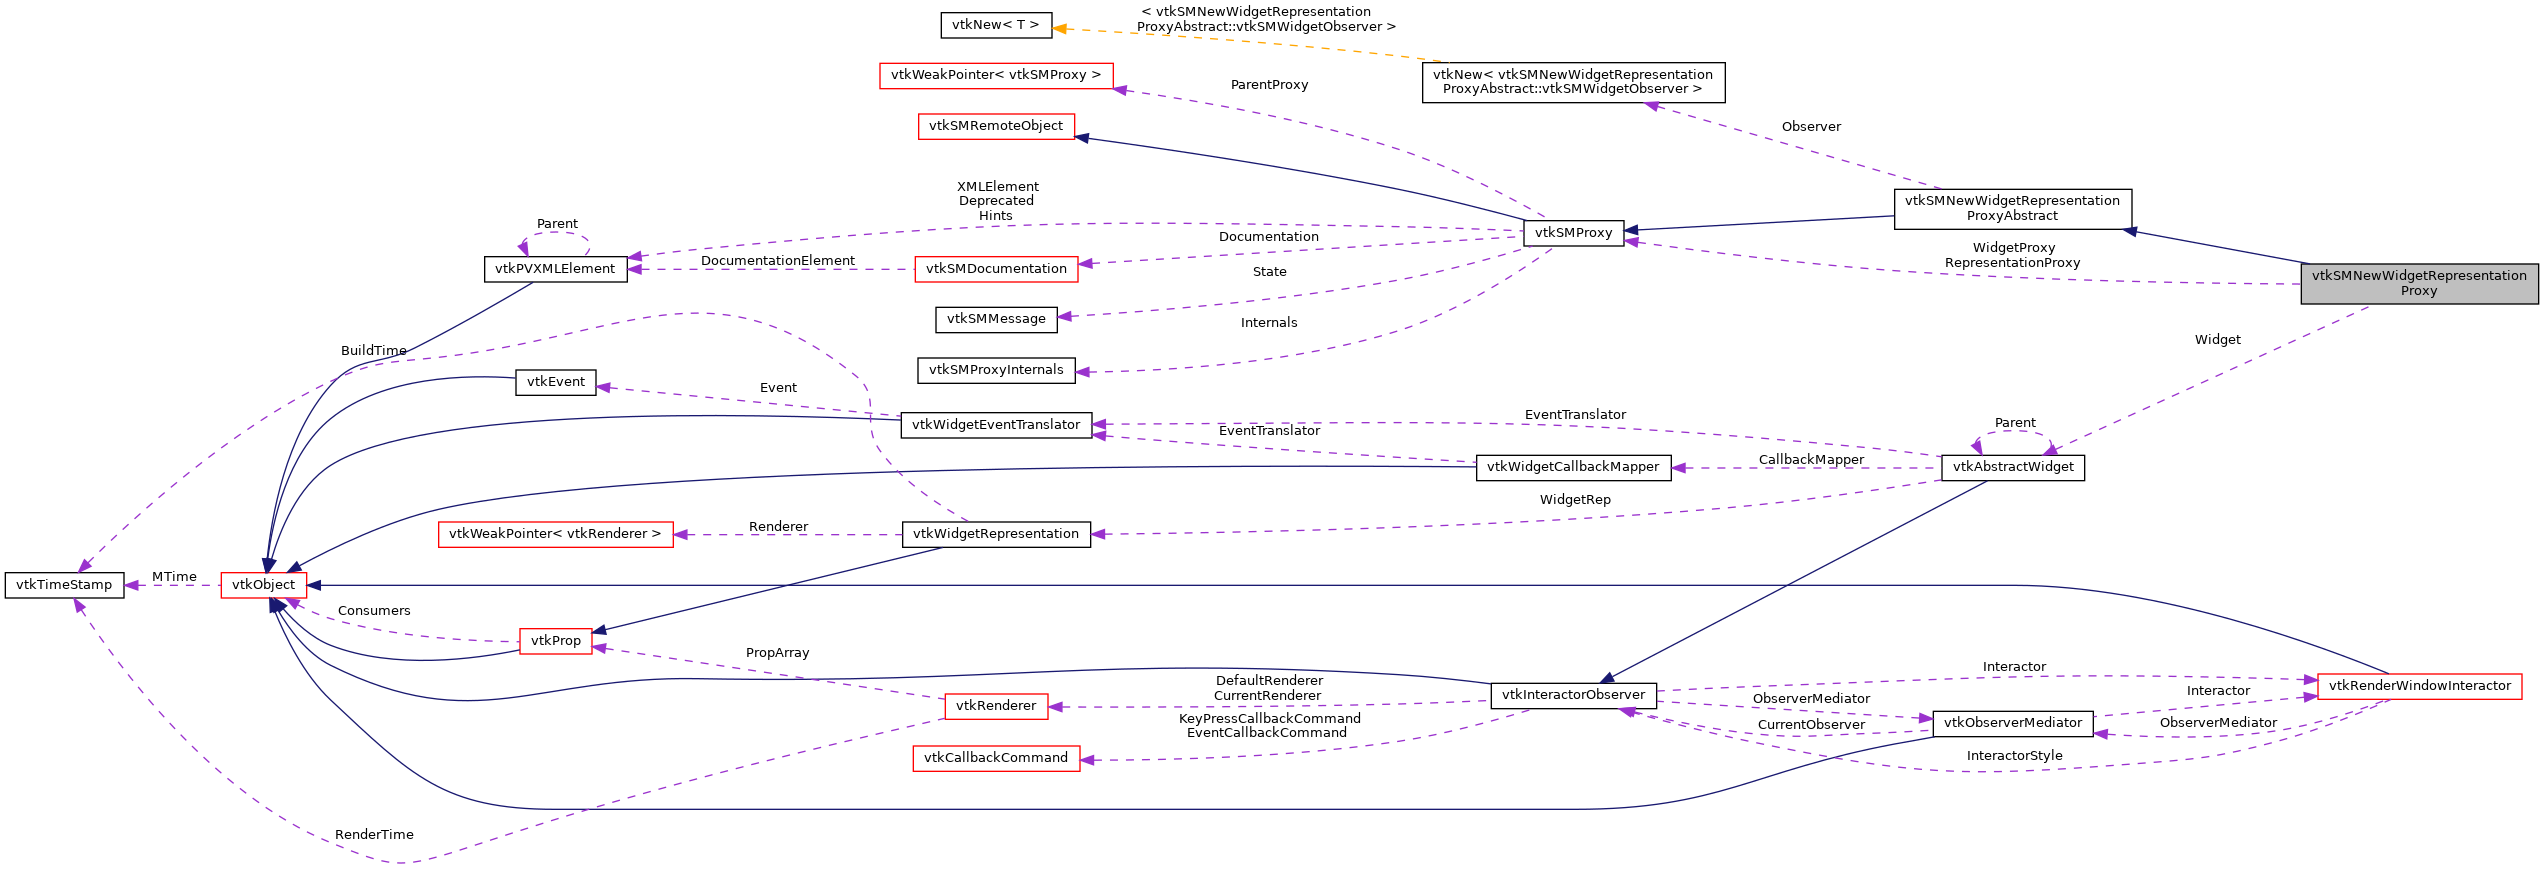 vtkNew< T >
< vtkSMNewWidgetRepresentation
ProxyAbstract::vtkSMWidgetObserver >
vtkWeakPointer< vtkSMProxy >
ParentProxy
vtkNew< vtkSMNewWidgetRepresentation
ProxyAbstract::vtkSMWidgetObserver >
vtkSMRemoteObject
Observer
XMLElement
Deprecated
Hints
vtkSMNewWidgetRepresentation
ProxyAbstract
Parent
vtkSMProxy
Documentation
WidgetProxy
RepresentationProxy
vtkPVXMLElement
DocumentationElement
vtkSMDocumentation
State
vtkSMNewWidgetRepresentation
Proxy
vtkSMMessage
Internals
Widget
BuildTime
vtkSMProxyInternals
vtkEvent
Event
vtkWidgetEventTranslator
EventTranslator
EventTranslator
Parent
vtkWidgetCallbackMapper
CallbackMapper
vtkAbstractWidget
WidgetRep
vtkWeakPointer< vtkRenderer >
Renderer
vtkWidgetRepresentation
vtkTimeStamp
MTime
vtkObject
Consumers
vtkProp
PropArray
Interactor
DefaultRenderer
CurrentRenderer
vtkInteractorObserver
vtkRenderWindowInteractor
ObserverMediator
Interactor
vtkRenderer
KeyPressCallbackCommand
EventCallbackCommand
CurrentObserver
vtkObserverMediator
ObserverMediator
vtkCallbackCommand
InteractorStyle
RenderTime